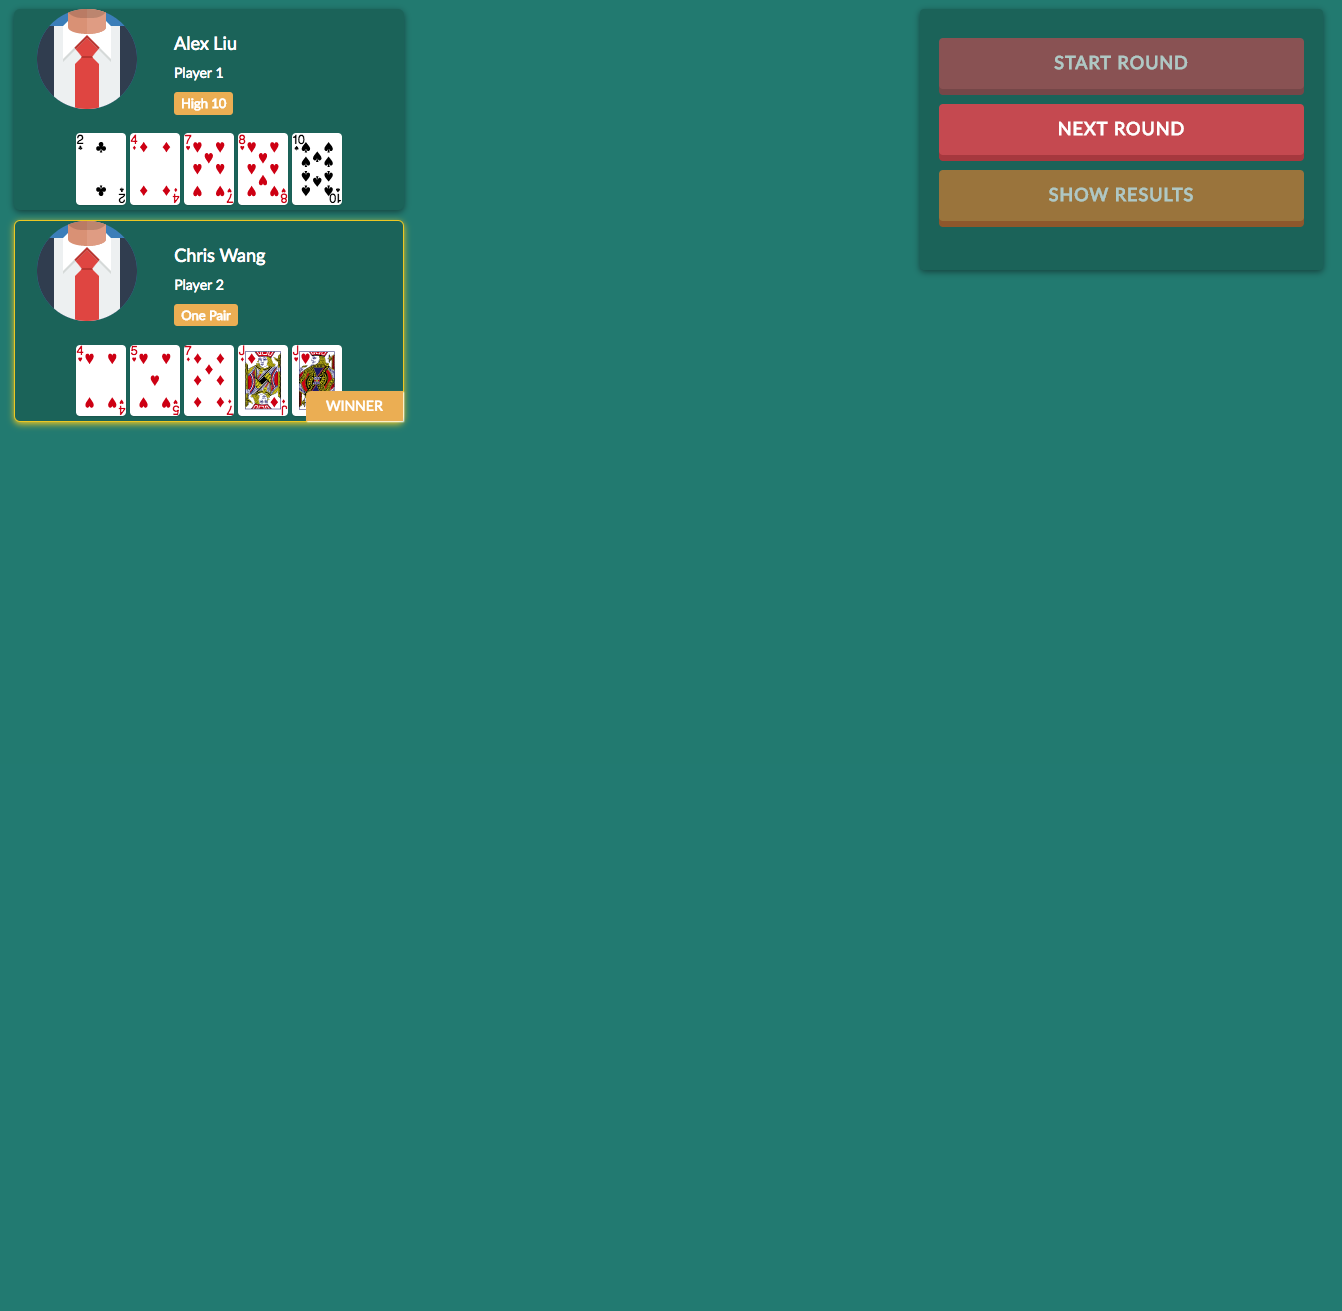 Alex Liu
Player 1
High 10
2 4 7 8 10
2 4 7 8 10
Chris Wang
Player 2
One Pair
4 5 7 J J
4 5 7 J
WINNER
START ROUND
NEXT ROUND
SHOW RESULTS